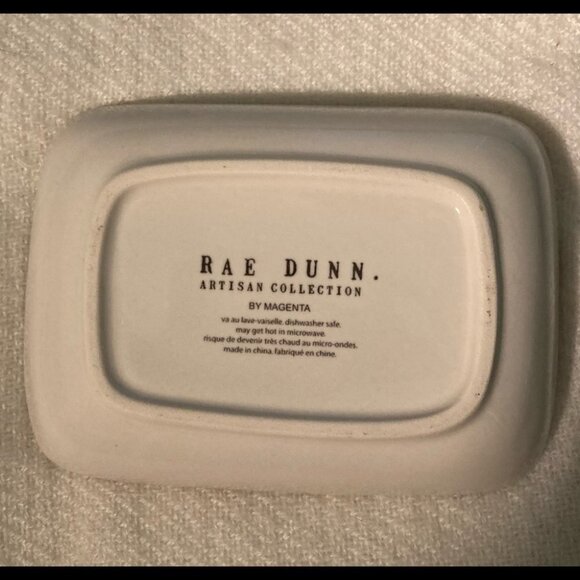 RAE DUNN.
ARTISAN COLLECTION
BY MAGENTA
va au lave-vaiselle. dishwasher safe.
may get hot in microwave.
risque de devenir très chaud au micro-ondes.
made in china. fabriqué en chine.